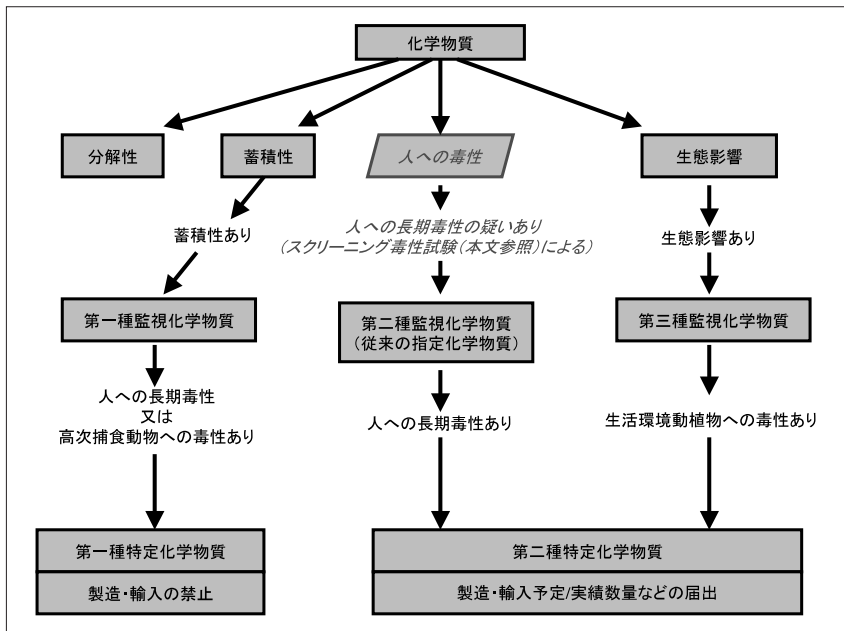 化学物質
分解性
蓄積性
人への毒性
生態影響
蓄積性あり
人への長期毒性の疑いあり
(スクリーニング毒性試験(本文参照)による)
生態影響あり
第一種監視化学物質
第二種監視化学物質
(従来の指定化学物質)
第三種監視化学物質
人への長期毒性
又は
高次捕食動物への毒性あり
人への長期毒性あり
生活環境動植物への毒性あり
第一種特定化学物質
製造・輸入の禁止
第二種特定化学物質
製造・輸入予定/実績数量などの届出